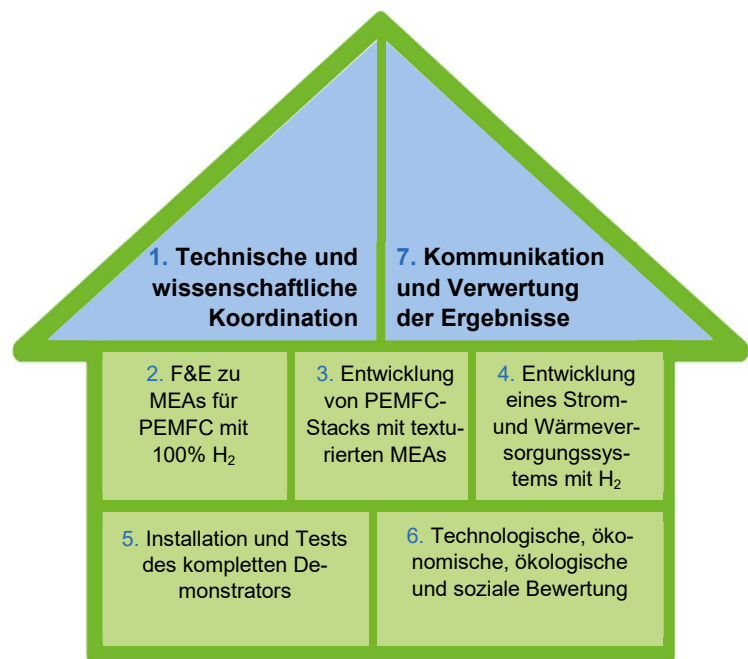 1. Technische und
wissenschaftliche
Koordination
7. Kommunikation
und Verwertung
der Ergebnisse
2. F&E zu
MEAs für
PEMFC mit
100% H₂
3. Entwicklung
von PEMFC-
Stacks mit textu-
rierten MEAs
4. Entwicklung
eines Strom-
und Wärmever-
sorgungssys-
tems mit H₂
5. Installation und Tests
des kompletten De-
monstrators
6. Technologische, öko-
nomische, ökologische
und soziale Bewertung